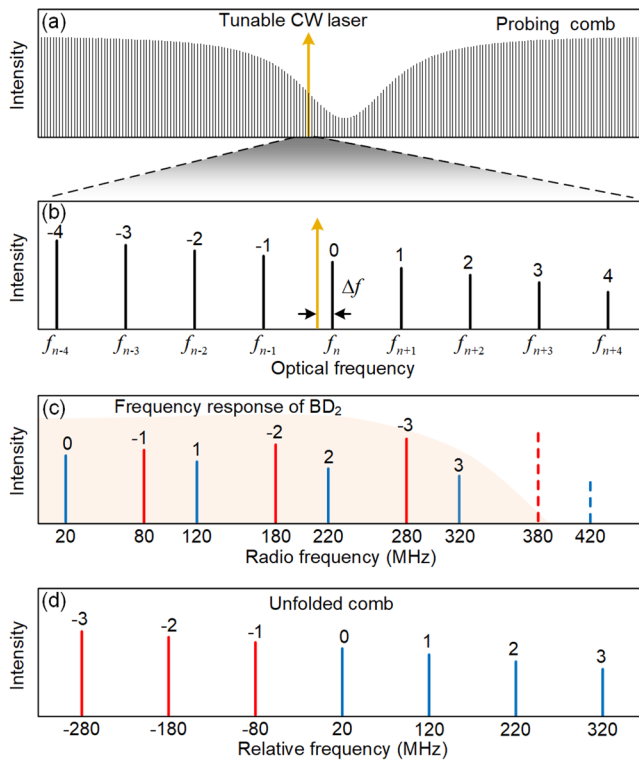 (a) Tunable CW laser Probing comb
Intensity
(b)
-4 -3 -2 -1 0 1 2 3 4
Δf
Intensity
fn-4 fn-3 fn-2 fn-1 fn fn+1 fn+2 fn+3 fn+4
Optical frequency
(c) Frequency response of BD2
0 -1 1 -2 2 -3 3
Intensity
20 80 120 180 220 280 320 380 420
Radio frequency (MHz)
(d) Unfolded comb
-3 -2 -1 0 1 2 3
Intensity
-280 -180 -80 20 120 220 320
Relative frequency (MHz)